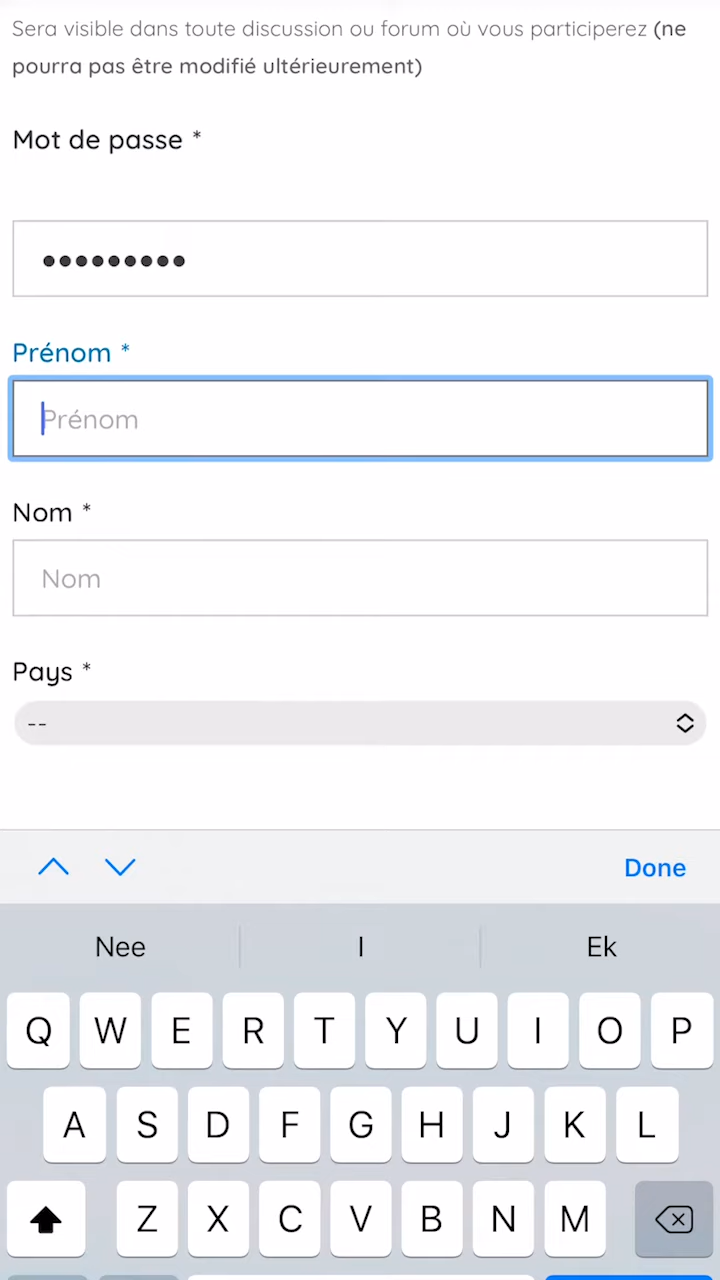 Sera visible dans toute discussion ou forum où vous participerez (ne
pourra pas être modifié ultérieurement)
Mot de passe *
•••••••••
Prénom *
Prénom
Nom *
Nom
Pays *
--
Done
Nee I Ek
Q W E R T Y U I O P
A S D F G H J K L
Z X C V B N M